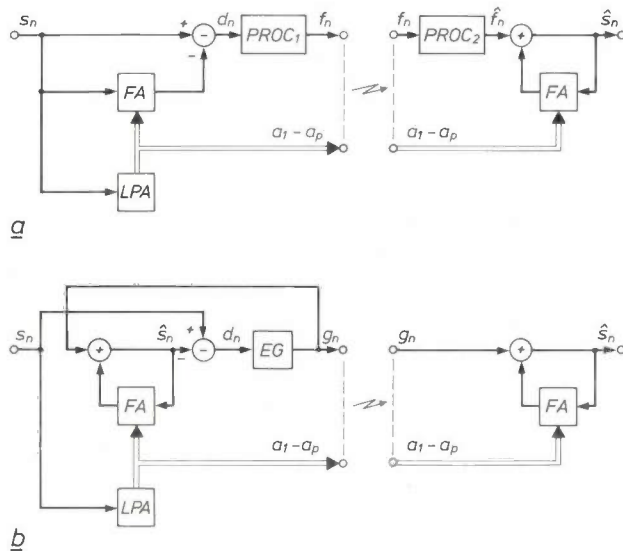 s_n + − d_n PROC_1 f_n f_n PROC_2 f̂_n + ŝ_n
−
FA FA
a_1 − a_p a_1 − a_p
LPA
a
s_n + ŝ_n − + − d_n EG g_n g_n + ŝ_n
FA FA
a_1 − a_p a_1 − a_p
LPA
b